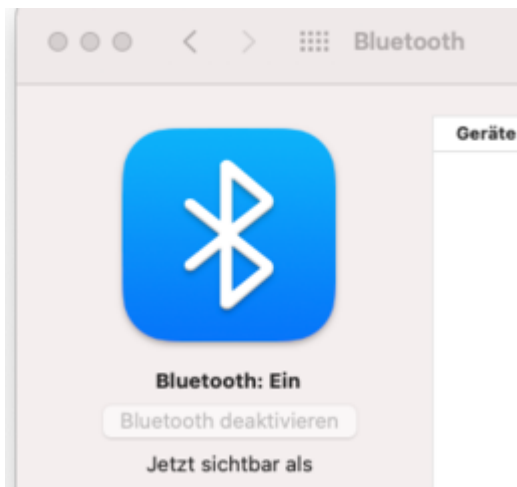 Bluetooth
Geräte
Bluetooth: Ein
Bluetooth deaktivieren
Jetzt sichtbar als